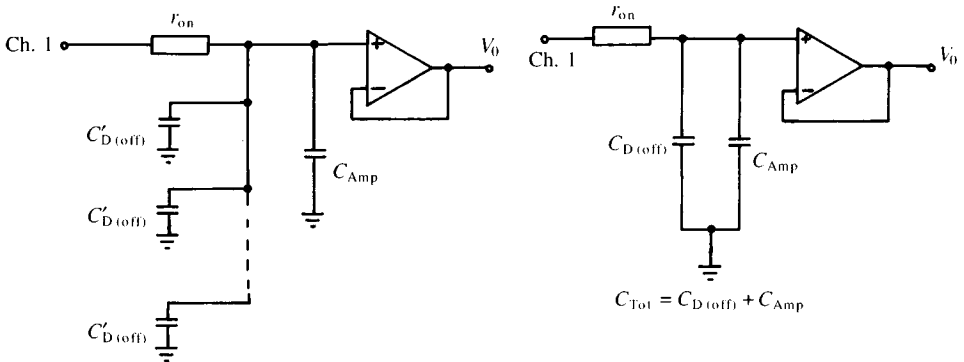 r_on
Ch. 1
V_0
+
−
C'_D (off)
C_Amp
C'_D (off)
C'_D (off)
r_on
Ch. 1
V_0
+
−
C_D (off)
C_Amp
C_Tot = C_D (off) + C_Amp